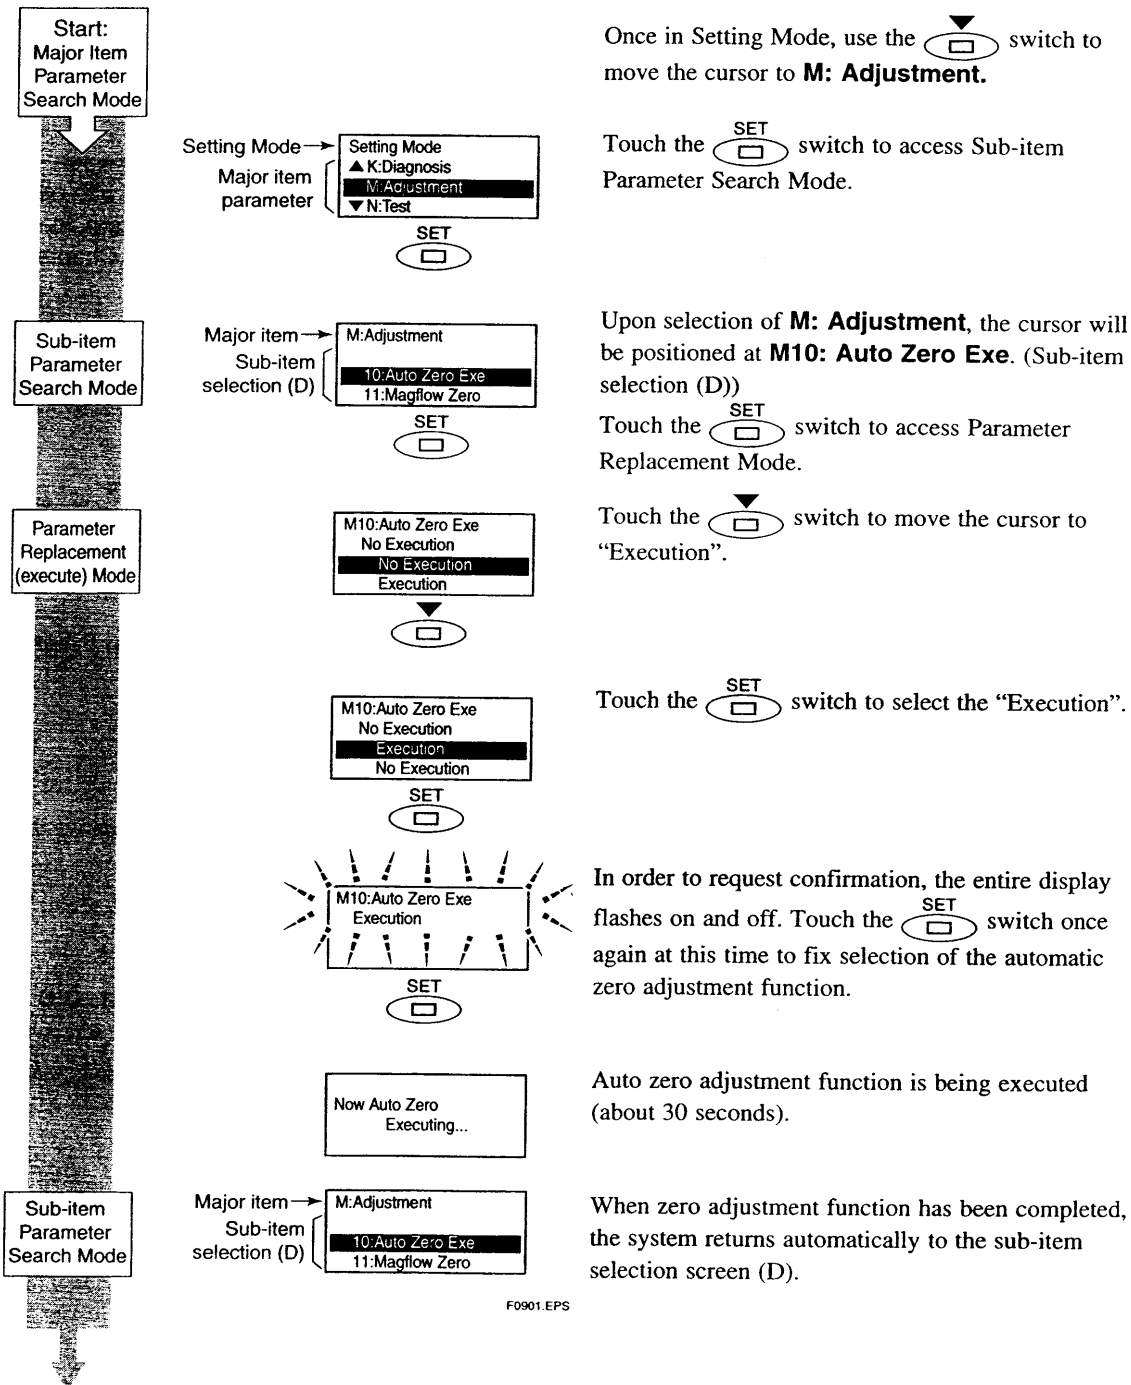 Start:
Major Item
Parameter
Search Mode
Once in Setting Mode, use the ▼ switch to
move the cursor to M: Adjustment.
Setting Mode
Major item
parameter
Setting Mode
▲ K:Diagnosis
M:Adjustment
▼ N:Test
SET
Touch the SET switch to access Sub-item
Parameter Search Mode.
Sub-item
Parameter
Search Mode
Major item
Sub-item
selection (D)
M:Adjustment
10:Auto Zero Exe
11:Magflow Zero
SET
Upon selection of M: Adjustment, the cursor will
be positioned at M10: Auto Zero Exe. (Sub-item
selection (D))
Touch the SET switch to access Parameter
Replacement Mode.
Parameter
Replacement
(execute) Mode
M10:Auto Zero Exe
No Execution
No Execution
Execution
▼
Touch the ▼ switch to move the cursor to
“Execution”.
M10:Auto Zero Exe
No Execution
Execution
No Execution
SET
Touch the SET switch to select the “Execution”.
M10:Auto Zero Exe
Execution
SET
In order to request confirmation, the entire display
flashes on and off. Touch the SET switch once
again at this time to fix selection of the automatic
zero adjustment function.
Now Auto Zero
Executing...
Auto zero adjustment function is being executed
(about 30 seconds).
Sub-item
Parameter
Search Mode
Major item
Sub-item
selection (D)
M:Adjustment
10:Auto Zero Exe
11:Magflow Zero
When zero adjustment function has been completed,
the system returns automatically to the sub-item
selection screen (D).
F0901.EPS